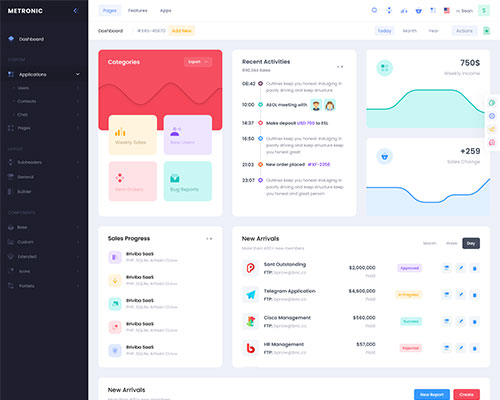 METRONIC
Pages
Features
Apps
Hi Sean
S
Dashboard
Add New
Today
Month
Year
Actions
Dashboard
CUSTOM
Applications
Users
Contacts
Chat
Pages
LAYOUT
Subheaders
General
Builder
COMPONENTS
Base
Custom
Extended
Icons
Portlets
Categories
Export
Weekly Sales
New Users
Item Orders
Bug Reports
Recent Activities
890,344 Sales
08:42
Outlines keep you honest. Indulging in
poorly driving and keep structure
10:00
AEOL meeting with
14:37
Make deposit USD 700 to ESL
16:50
Outlines keep you honest. Indulging in
poorly driving and keep structure keep
you honest great
21:03
New order placed #XF-2356
23:07
Outlines keep you honest. Indulging in
poorly driving and keep structure keep
you honest and great person
750$
Weekly Income
+259
Sales Change
Sales Progress
Briviba SaaS
PHP, SQLite, Artisan CLI
Briviba SaaS
PHP, SQLite, Artisan CLI
Briviba SaaS
PHP, SQLite, Artisan CLI
Briviba SaaS
PHP, SQLite, Artisan CLI
Briviba SaaS
PHP, SQLite, Artisan CLI
New Arrivals
More than 400+ new members
Month
Week
Day
Sant Outstanding
FTP: bprow@bnc.cc
$2,000,000
Paid
Approved
Telegram Application
FTP: bprow@bnc.cc
$4,600,000
Paid
In Progress
Cisco Management
FTP: bprow@bnc.cc
$560,000
Paid
Success
HR Management
FTP: bprow@bnc.cc
$57,000
Paid
Rejected
New Arrivals
More than 400+ new members
New Report
Create